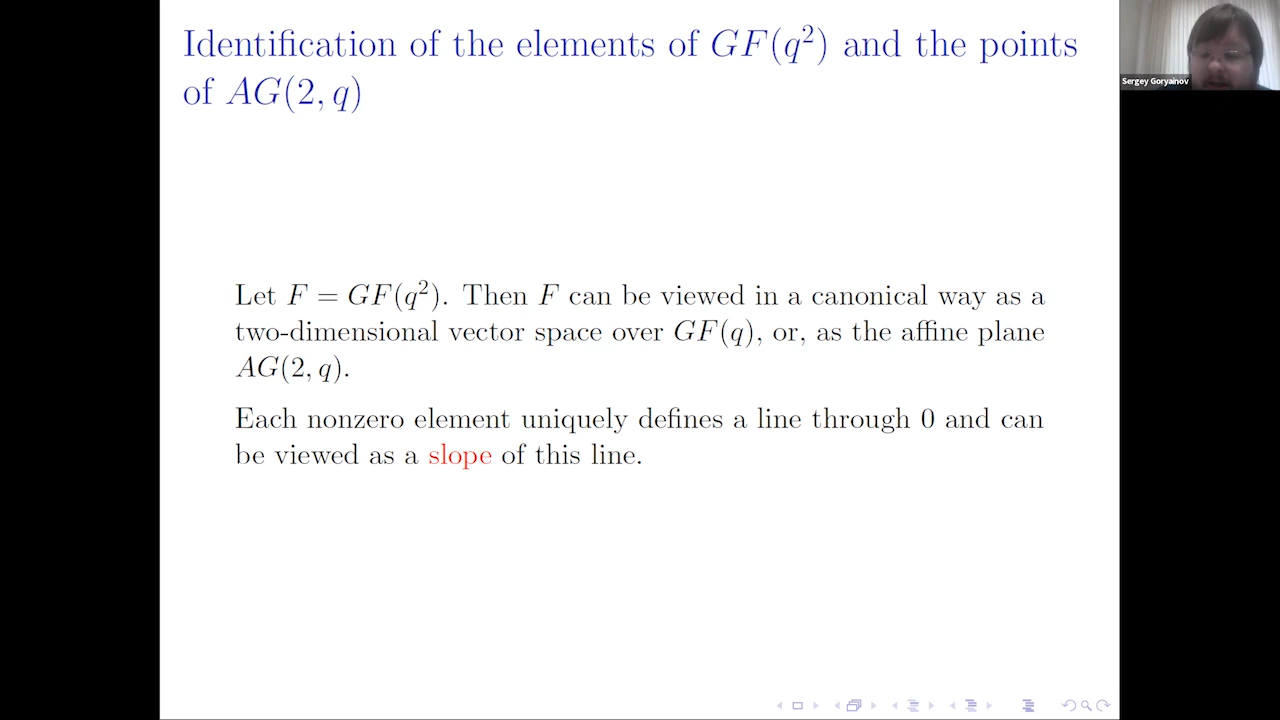 Identification of the elements of GF(q²) and the points
of AG(2, q)
Sergey Goryainov
Let F = GF(q²). Then F can be viewed in a canonical way as a
two-dimensional vector space over GF(q), or, as the affine plane
AG(2, q).
Each nonzero element uniquely defines a line through 0 and can
be viewed as a slope of this line.